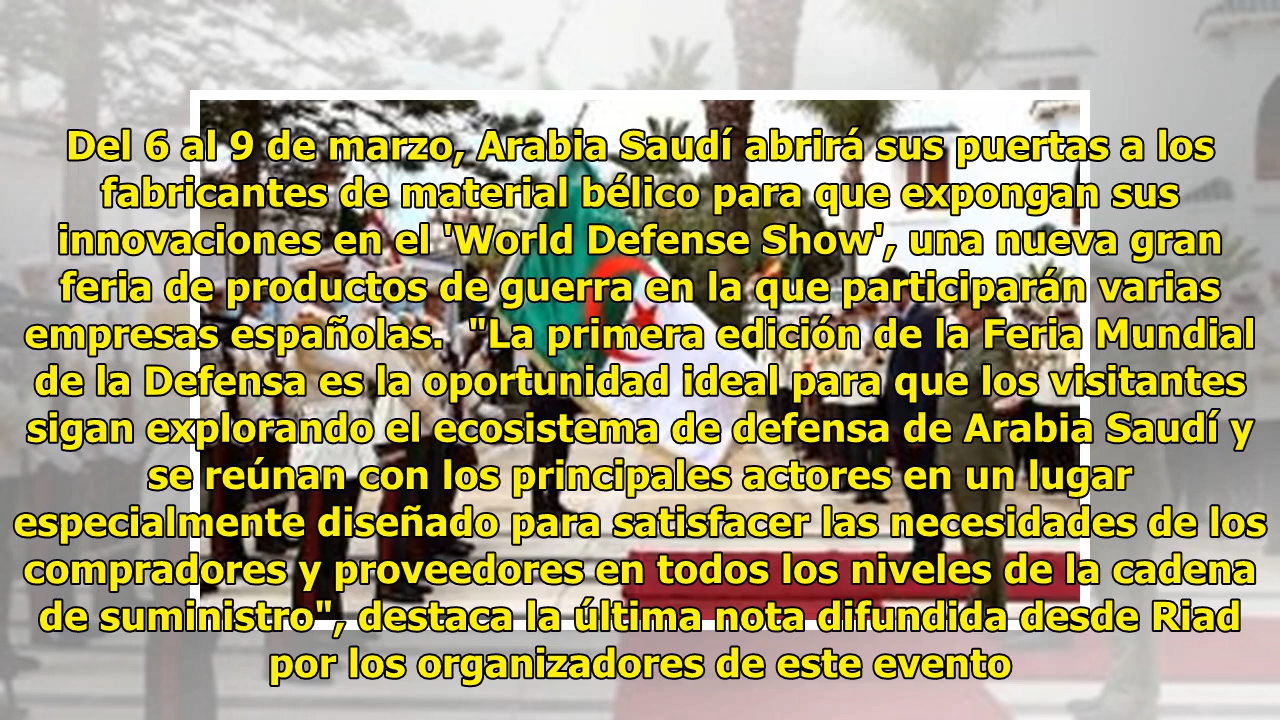 Del 6 al 9 de marzo, Arabia Saudí abrirá sus puertas a los
fabricantes de material bélico para que expongan sus
innovaciones en el 'World Defense Show', una nueva gran
feria de productos de guerra en la que participarán varias
empresas españolas.  "La primera edición de la Feria Mundial
de la Defensa es la oportunidad ideal para que los visitantes
sigan explorando el ecosistema de defensa de Arabia Saudí y
se reúnan con los principales actores en un lugar
especialmente diseñado para satisfacer las necesidades de los
compradores y proveedores en todos los niveles de la cadena
de suministro", destaca la última nota difundida desde Riad
por los organizadores de este evento